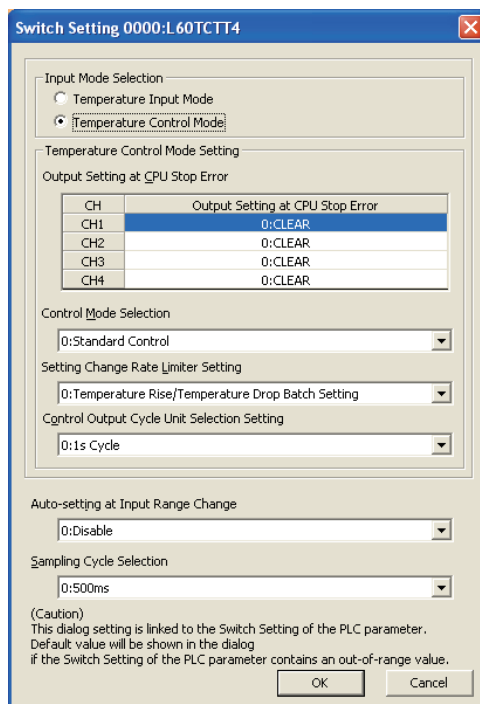 Switch Setting 0000:L60TCTT4
Input Mode Selection
Temperature Input Mode
Temperature Control Mode
Temperature Control Mode Setting
Output Setting at CPU Stop Error
CH Output Setting at CPU Stop Error
CH1 0:CLEAR
CH2 0:CLEAR
CH3 0:CLEAR
CH4 0:CLEAR
Control Mode Selection
0:Standard Control
Setting Change Rate Limiter Setting
0:Temperature Rise/Temperature Drop Batch Setting
Control Output Cycle Unit Selection Setting
0:1s Cycle
Auto-setting at Input Range Change
0:Disable
Sampling Cycle Selection
0:500ms
(Caution)
This dialog setting is linked to the Switch Setting of the PLC parameter.
Default value will be shown in the dialog
if the Switch Setting of the PLC parameter contains an out-of-range value.
OK Cancel